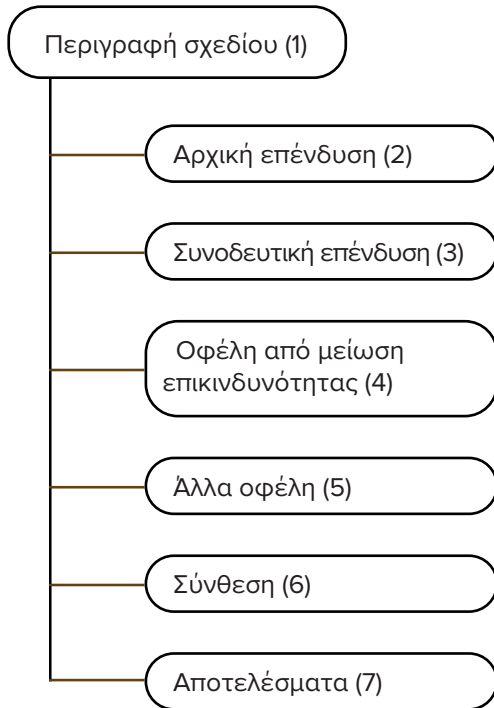 Περιγραφή σχεδίου (1)
Αρχική επένδυση (2)
Συνοδευτική επένδυση (3)
Οφέλη από μείωση
επικινδυνότητας (4)
Άλλα οφέλη (5)
Σύνθεση (6)
Αποτελέσματα (7)